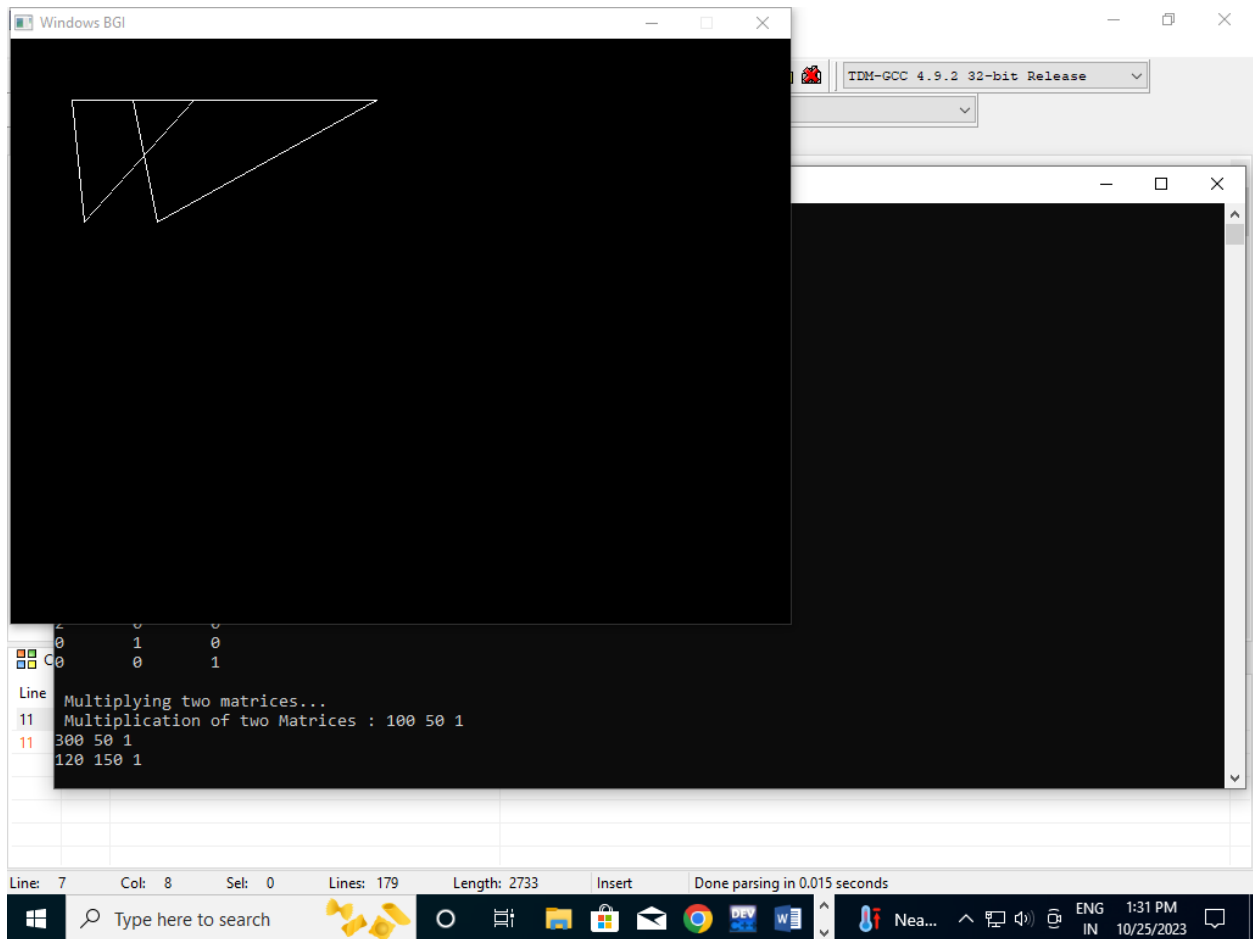 Windows BGI
TDM-GCC 4.9.2 32-bit Release
0 1 0
0 0 1
Multiplying two matrices...
Multiplication of two Matrices : 100 50 1
300 50 1
120 150 1
Line
11
11
Line: 7 Col: 8 Sel: 0 Lines: 179 Length: 2733 Insert Done parsing in 0.015 seconds
Type here to search
DEV
W
Nea...
ENG
IN
1:31 PM
10/25/2023